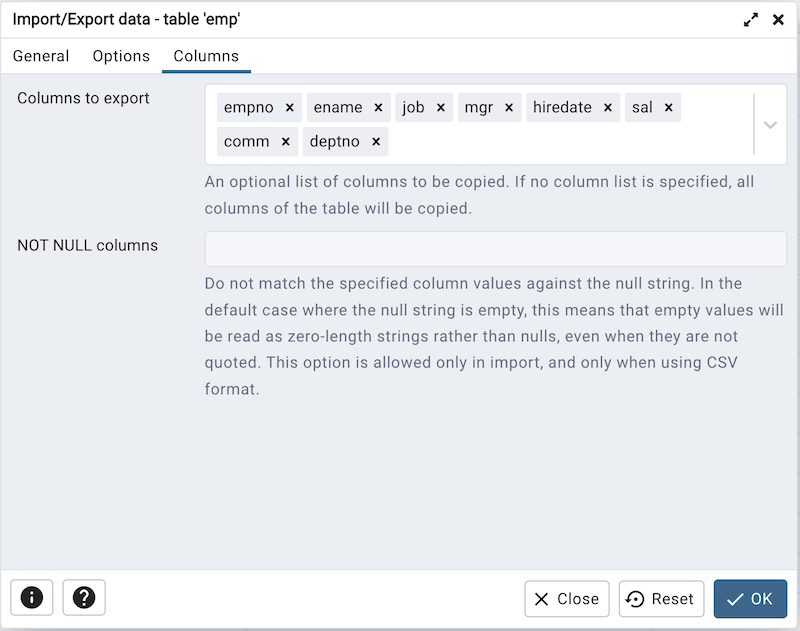 Import/Export data - table 'emp'
General Options Columns
Columns to export
empno × ename × job × mgr × hiredate × sal ×
comm × deptno ×
An optional list of columns to be copied. If no column list is specified, all
columns of the table will be copied.
NOT NULL columns
Do not match the specified column values against the null string. In the
default case where the null string is empty, this means that empty values will
be read as zero-length strings rather than nulls, even when they are not
quoted. This option is allowed only in import, and only when using CSV
format.
Close Reset OK